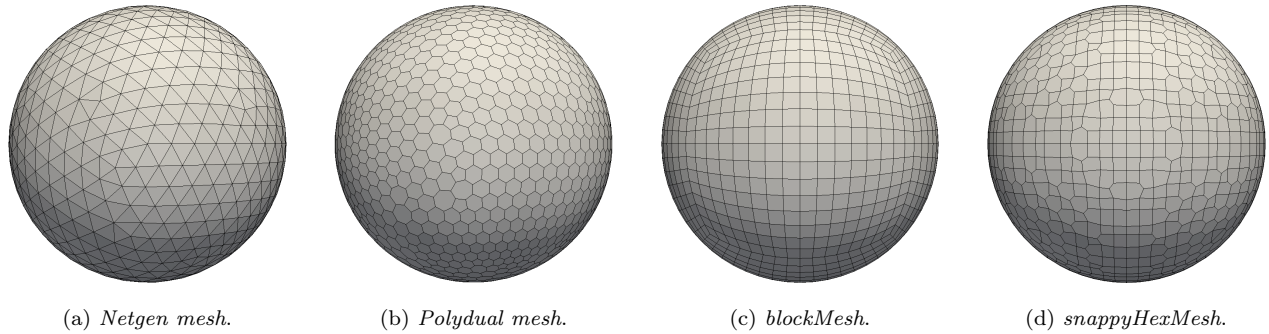 (a) Netgen mesh.
(b) Polydual mesh.
(c) blockMesh.
(d) snappyHexMesh.